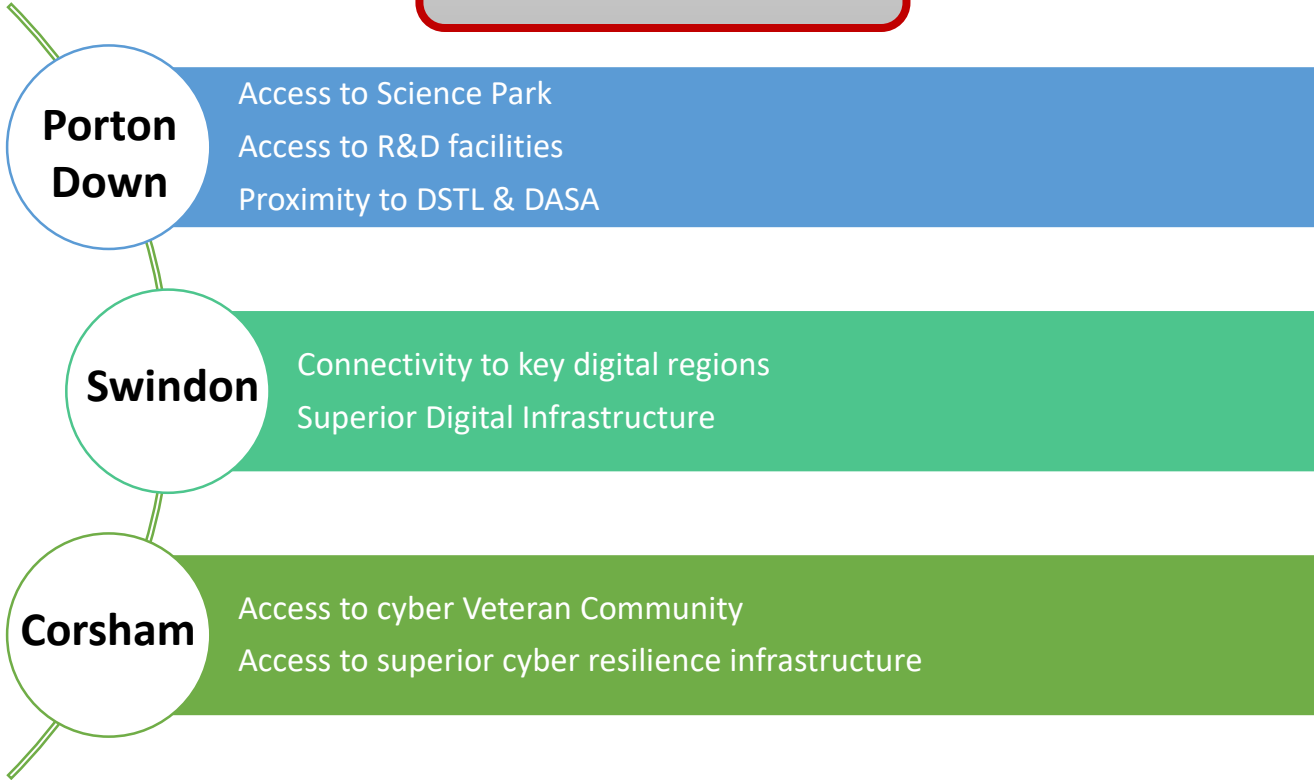 Porton
Down
Access to Science Park
Access to R&D facilities
Proximity to DSTL & DASA
Swindon
Connectivity to key digital regions
Superior Digital Infrastructure
Corsham
Access to cyber Veteran Community
Access to superior cyber resilience infrastructure